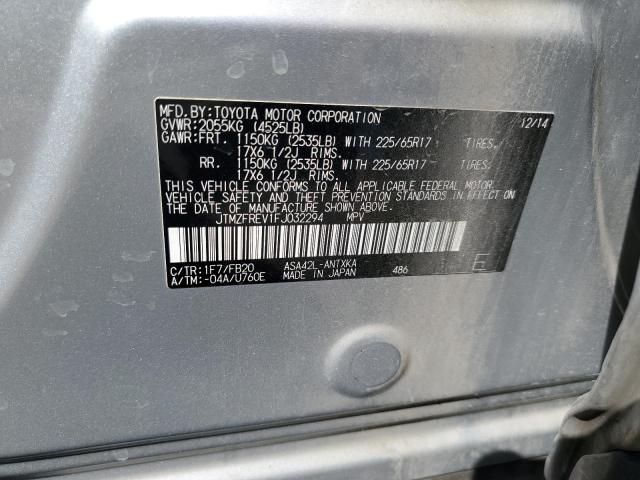 MFD.BY:TOYOTA MOTOR CORPORATION 12/14
GVWR:2055KG (4525LB)
GAWR:FRT. 1150KG (2535LB) WITH 225/65R17 TIRES.
17X6 1/2J RIMS.
RR. 1150KG (2535LB) WITH 225/65R17 TIRES.
17X6 1/2J RIMS.
THIS VEHICLE CONFORMS TO ALL APPLICABLE FEDERAL MOTOR
VEHICLE SAFETY AND THEFT PREVENTION STANDARDS IN EFFECT ON
THE DATE OF MANUFACTURE SHOWN ABOVE.
JTMZFREV1FJ032294 MPV
C/TR:1F7/FB20 ASA42L-ANTXKA E
A/TM:-04A/U760E MADE IN JAPAN 486